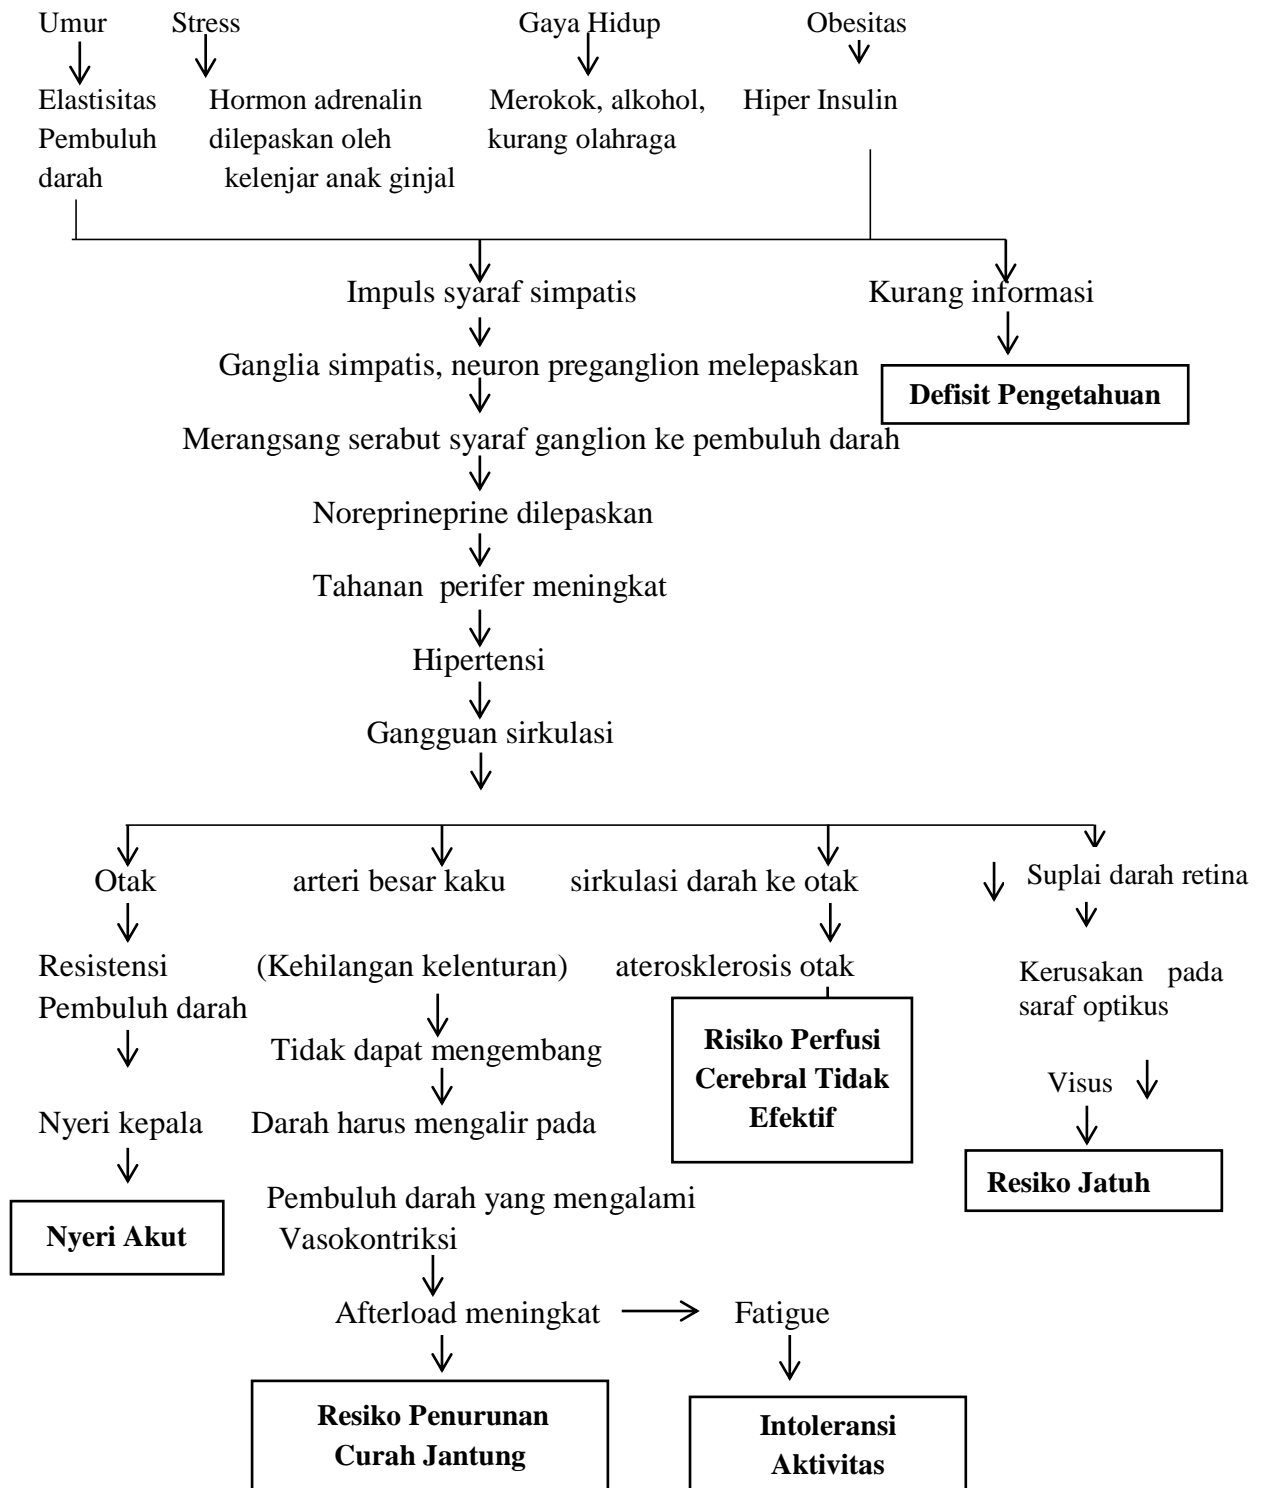 Umur Stress Gaya Hidup Obesitas
Elastisitas Hormon adrenalin Merokok, alkohol, Hiper Insulin
Pembuluh dilepaskan oleh kurang olahraga
darah kelenjar anak ginjal
Impuls syaraf simpatis Kurang informasi
Ganglia simpatis, neuron preganglion melepaskan
Defisit Pengetahuan
Merangsang serabut syaraf ganglion ke pembuluh darah
Noreprineprine dilepaskan
Tahanan perifer meningkat
Hipertensi
Gangguan sirkulasi
Otak arteri besar kaku sirkulasi darah ke otak Suplai darah retina
Resistensi (Kehilangan kelenturan) aterosklerosis otak Kerusakan pada
Pembuluh darah saraf optikus
Risiko Perfusi
Cerebral Tidak
Efektif
Tidak dapat mengembang
Visus
Nyeri kepala Darah harus mengalir pada
Resiko Jatuh
Pembuluh darah yang mengalami
Vasokontriksi
Nyeri Akut
Afterload meningkat Fatigue
Resiko Penurunan
Curah Jantung
Intoleransi
Aktivitas